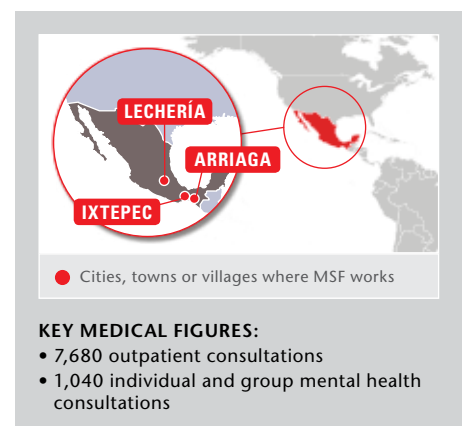 LECHERÍA
ARRIAGA
IXTEPEC
Cities, towns or villages where MSF works
KEY MEDICAL FIGURES:
• 7,680 outpatient consultations
• 1,040 individual and group mental health
consultations